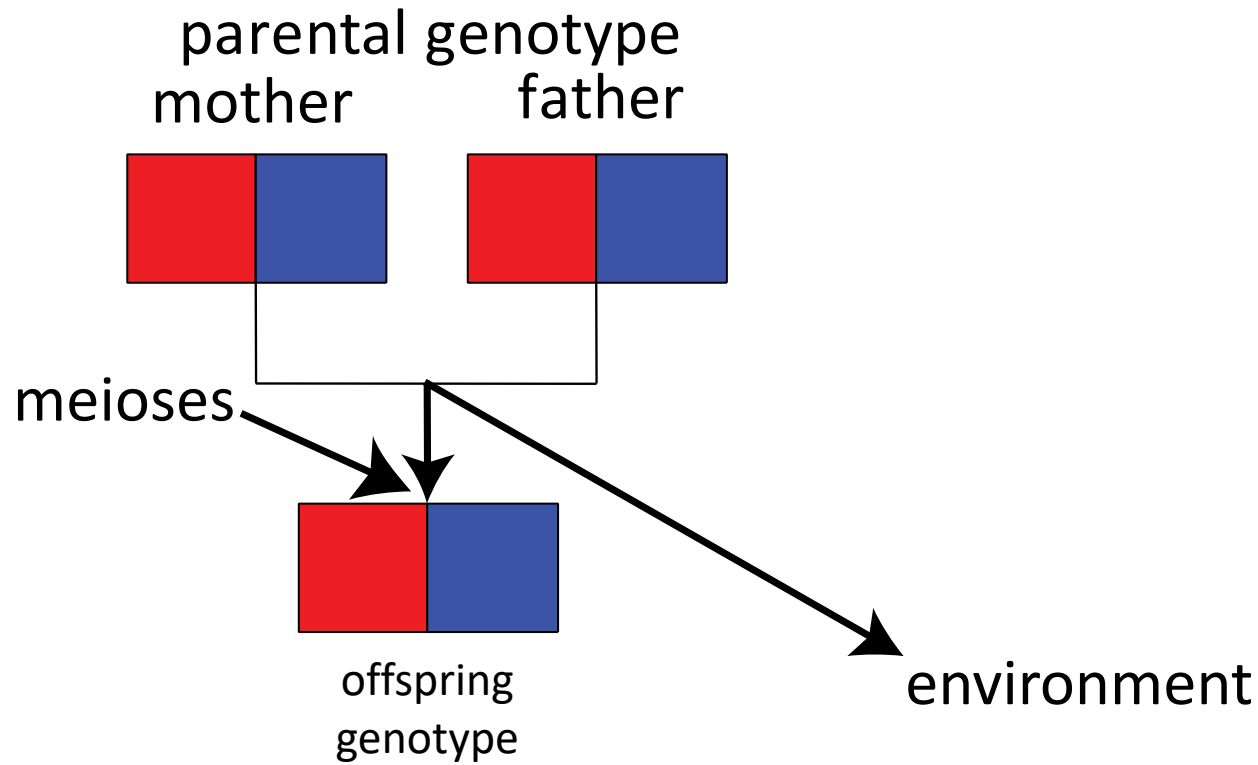 parental genotype
mother
father
meioses
offspring
genotype
environment